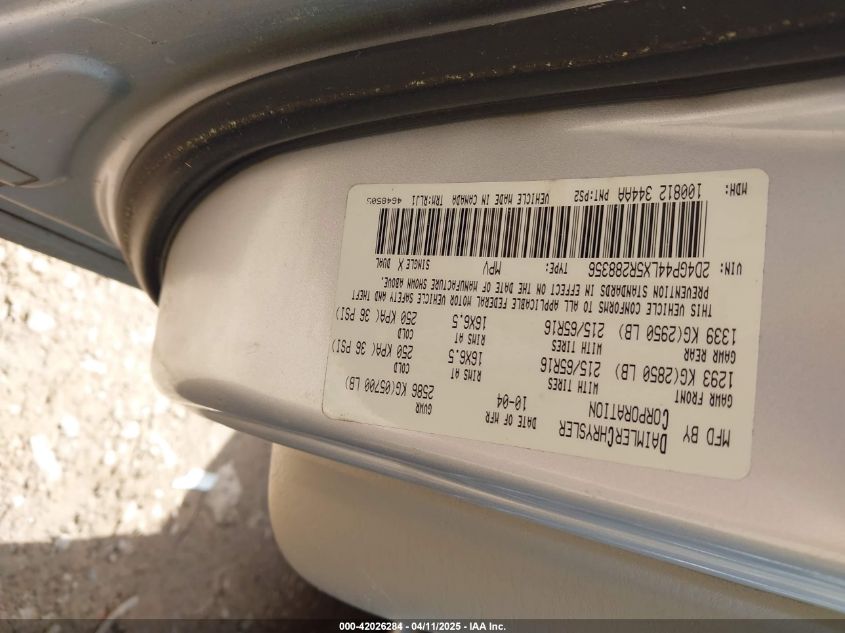 MFD BY DAIMLERCHRYSLER
CORPORATION
DATE OF MFR
10-04
GVWR
2586 KG(05700 LB)
GAWR FRONT WITH TIRES RIMS AT COLD
1293 KG(2850 LB) 215/65R16 16X6.5 250 KPA( 36 PSI)
GAWR REAR WITH TIRES RIMS AT COLD
1339 KG(2950 LB) 215/65R16 16X6.5 250 KPA( 36 PSI)
THIS VEHICLE CONFORMS TO ALL APPLICABLE FEDERAL MOTOR VEHICLE SAFETY AND THEFT
PREVENTION STANDARDS IN EFFECT ON THE DATE OF MANUFACTURE SHOWN ABOVE.
VIN: 2D4GP44LX5R288356 TYPE: MPV SINGLE X DUAL
MDH: 100812 344AA PNT:PS2 VEHICLE MADE IN CANADA TRM:RLJ1 4648505
000-42026284 - 04/11/2025 - IAA Inc.